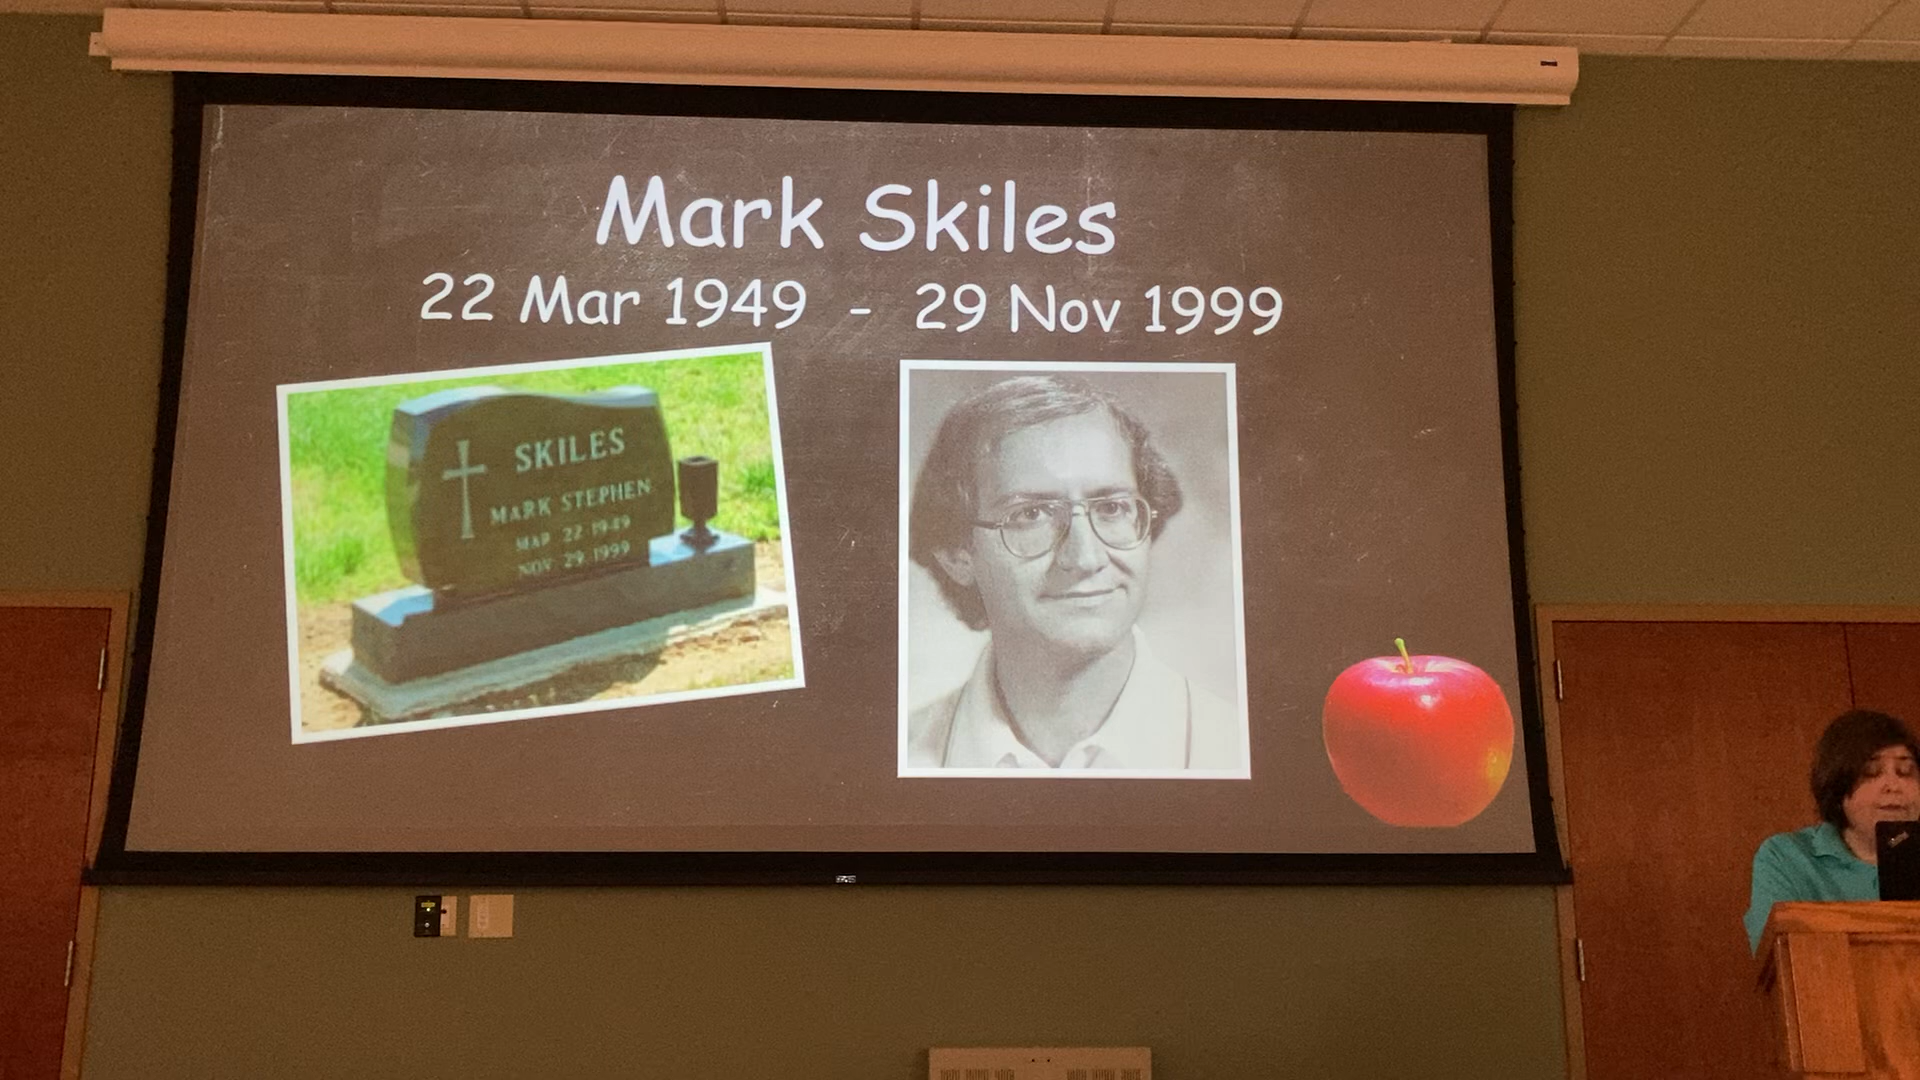 Mark Skiles
22 Mar 1949 - 29 Nov 1999
SKILES
MARK STEPHEN
MAR 22 1949
NOV 29 1999